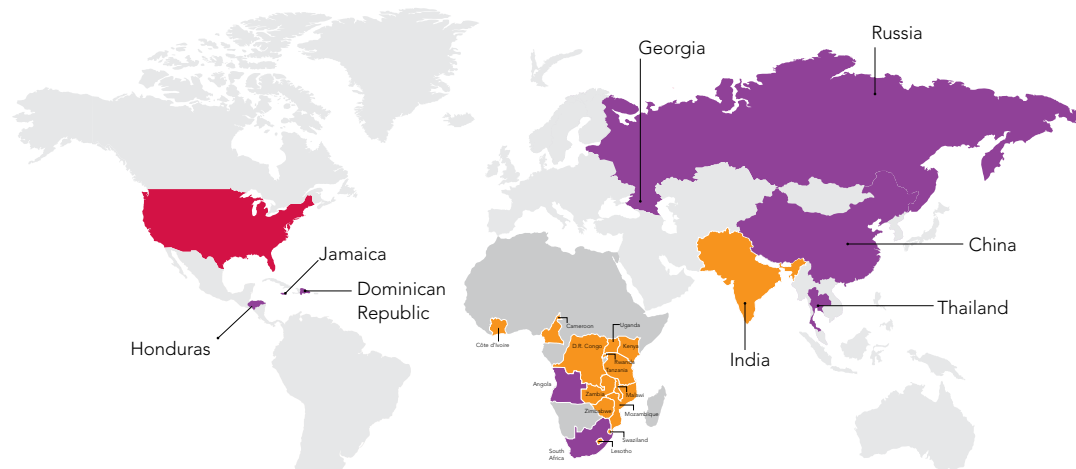 Russia
Georgia
China
Jamaica
Dominican
Republic
Thailand
Honduras
India
Cameroon
Uganda
Côte d'Ivoire
D.R. Congo
Kenya
Rwanda
Tanzania
Angola
Zambia
Malawi
Zimbabwe
Mozambique
Swaziland
South
Africa
Lesotho